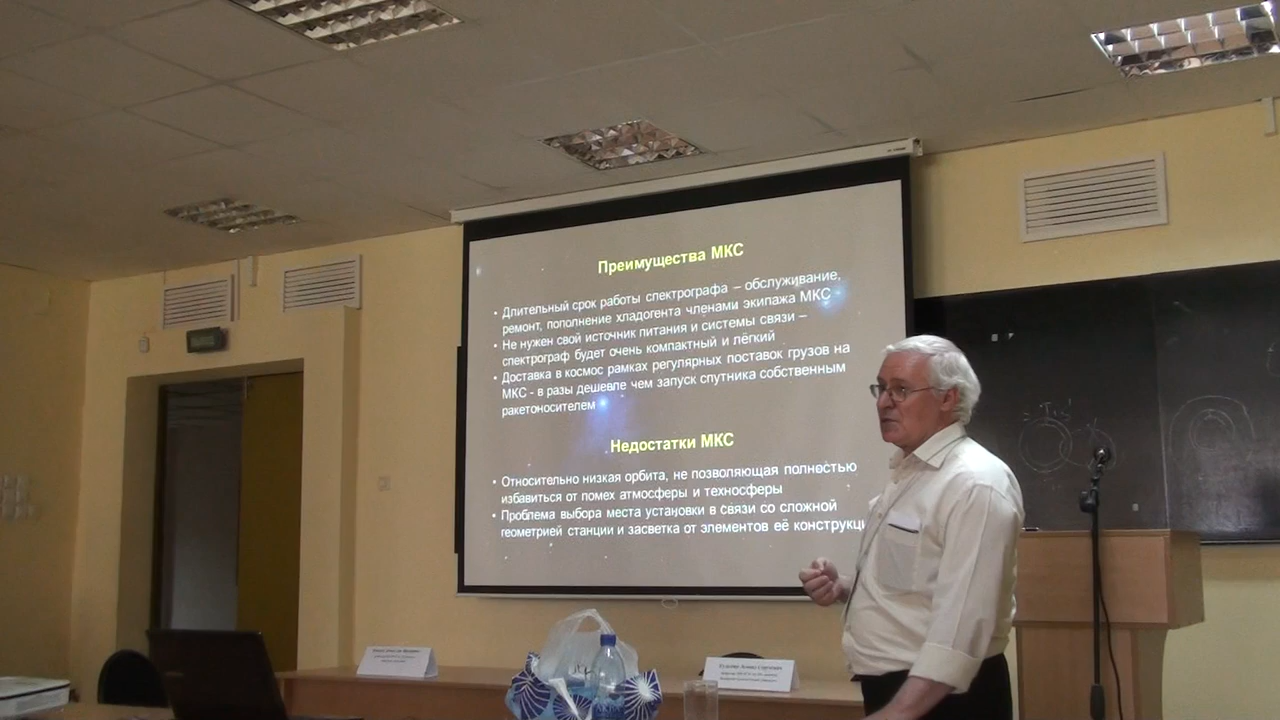 Преимущества МКС
• Длительный срок работы спектрографа – обслуживание,
ремонт, пополнение хладогента членами экипажа МКС
• Не нужен свой источник питания и системы связи –
спектрограф будет очень компактный и лёгкий
• Доставка в космос рамках регулярных поставок грузов на
МКС - в разы дешевле чем запуск спутника собственным
ракетоносителем
Недостатки МКС
• Относительно низкая орбита, не позволяющая полностью
избавиться от помех атмосферы и техносферы
• Проблема выбора места установки в связи со сложной
геометрией станции и засветка от элементов её конструкци